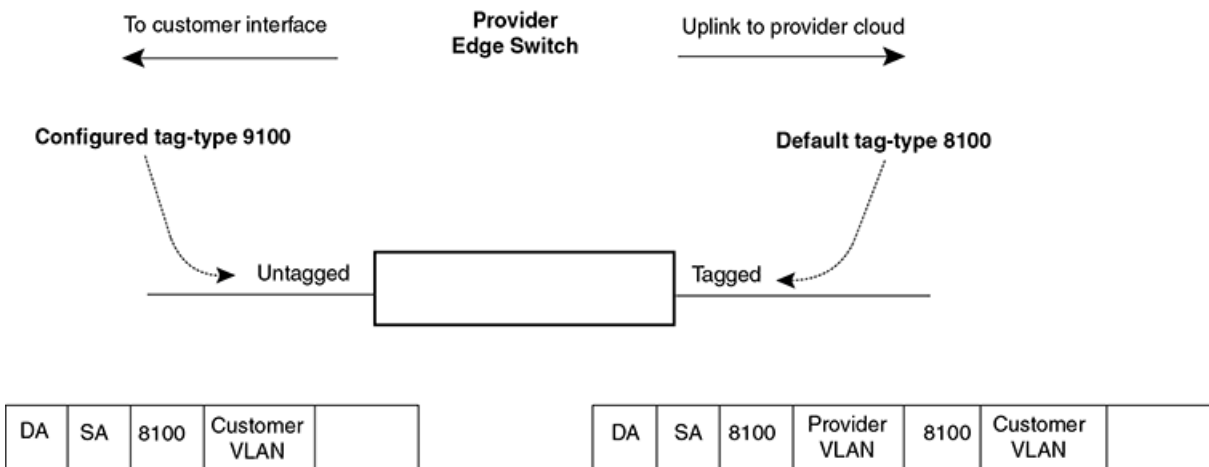 To customer interface
Provider
Edge Switch
Uplink to provider cloud
Configured tag-type 9100
Default tag-type 8100
Untagged
Tagged
DA SA 8100 Customer VLAN
DA SA 8100 Provider VLAN 8100 Customer VLAN